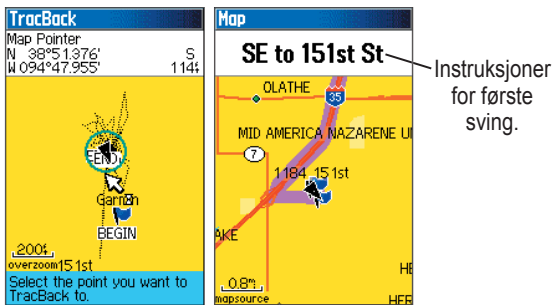 TracBack
Map Pointer
N 38°51.376' S
W 094°47.955' 114ft
END
Garmin
BEGIN
200ft
overzoom 151st
Select the point you want to
TracBack to.
Map
SE to 151st St
OLATHE
35
MID AMERICA NAZARENE U
7
1184 151st
AKE
HE
0.8mi
mapsource
HER
Instruksjoner
for første
sving.